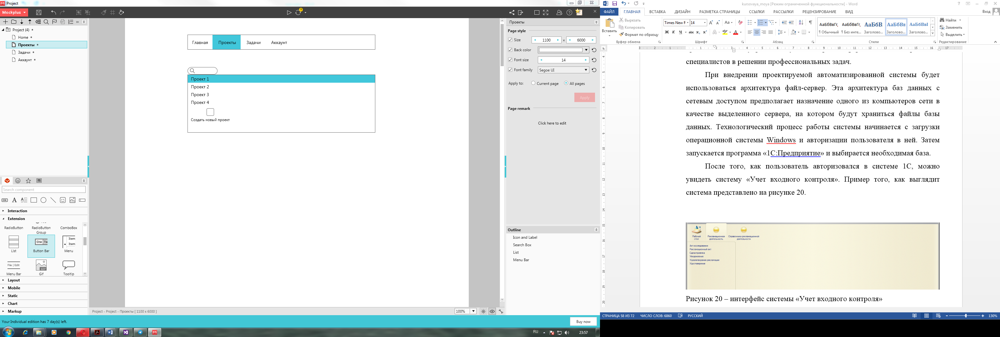 Project
Mockplus
Project (4) *
Home *
Проекты *
Задачи *
Аккаунт *
Search component
OK
Interaction
Extension
RadioButton
RadioButton Group
ComboBox
List
One Tw
Button Bar
Item
Item
Menu
File | Edit
Menu Bar
GIF
Gif
Tooltip
Layout
Mobile
Static
Chart
Markup
Главная Проекты Задачи Аккаунт
Проект 1
Проект 2
Проект 3
Проект 4
Создать новый проект
Project - Project - Проекты [ 1100 x 6000 ]
100%
Проекты
Page style
Size 1100 × 6000
Back color
Font size 14
Font family Segoe UI
Apply to: Current page All pages
Apply
Page remark
Click here to edit
Outline
Icon and Label
Search Box
List
Menu Bar
Your Individual edition has 7 day(s) left.
Buy now
RU
23:57
kursovaya_moya [Режим ограниченной функциональности] - Word
ФАЙЛ ГЛАВНАЯ ВСТАВКА ДИЗАЙН РАЗМЕТКА СТРАНИЦЫ ССЫЛКИ РАССЫЛКИ РЕЦЕНЗИРОВАНИЕ ВИД
Вход
Вставить
Вырезать
Копировать
Формат по образцу
Буфер обмена
Times New F 14
Ж К Ч abc x₂ x²
Шрифт
Абзац
АаБбВвГг, АаБбВвГг, АаБбВ АаБбВв АаБбВвІ
¶ Обычный ¶ Без инте... Заголово... Заголово... Заголово...
Стили
Найти
Заменить
Выделить
Редактирование
специалистов в решении профессиональных задач.
При внедрении проектируемой автоматизированной системы будет
использоваться архитектура файл-сервер. Эта архитектура баз данных с
сетевым доступом предполагает назначение одного из компьютеров сети в
качестве выделенного сервера, на котором будут храниться файлы базы
данных. Технологический процесс работы системы начинается с загрузки
операционной системы Windows и авторизации пользователя в ней. Затем
запускается программа «1С:Предприятие» и выбирается необходимая база.
После того, как пользователь авторизовался в системе 1С, можно
увидеть систему «Учет входного контроля». Пример того, как выглядит
система представлено на рисунке 20.
Рабочий стол
Рекламационная деятельность
Справочники рекламационной деятельности
Акт исследования
Рекламационный акт
Сдача-приемка
Уведомления
Удовлетворение рекламации
Удостоверение
Рисунок 20 – интерфейс системы «Учет входного контроля»
СТРАНИЦА 58 ИЗ 72 ЧИСЛО СЛОВ: 6860 РУССКИЙ
130%